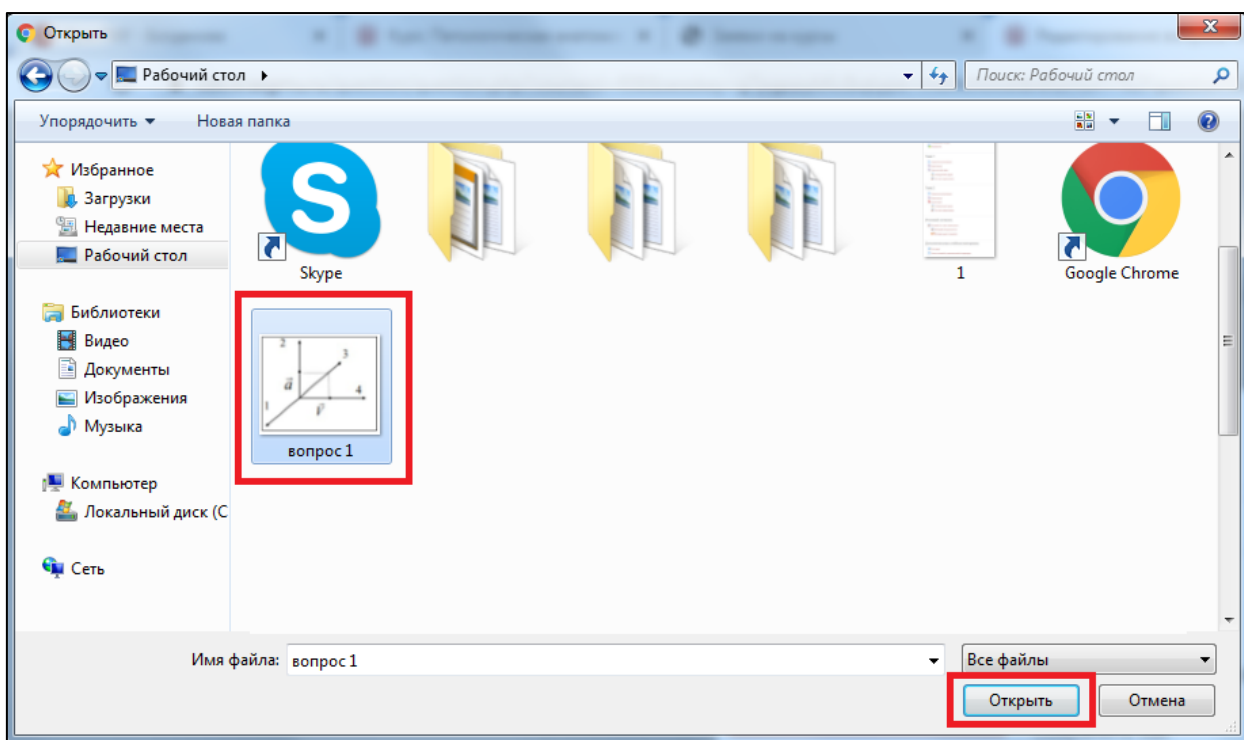 Открыть
Рабочий стол
Поиск: Рабочий стол
Упорядочить
Новая папка
Избранное
Загрузки
Недавние места
Рабочий стол
Библиотеки
Видео
Документы
Изображения
Музыка
Компьютер
Локальный диск (C
Сеть
S
Skype
1
Google Chrome
2
3
a
4
1
вопрос 1
Имя файла:
вопрос 1
Все файлы
Открыть
Отмена